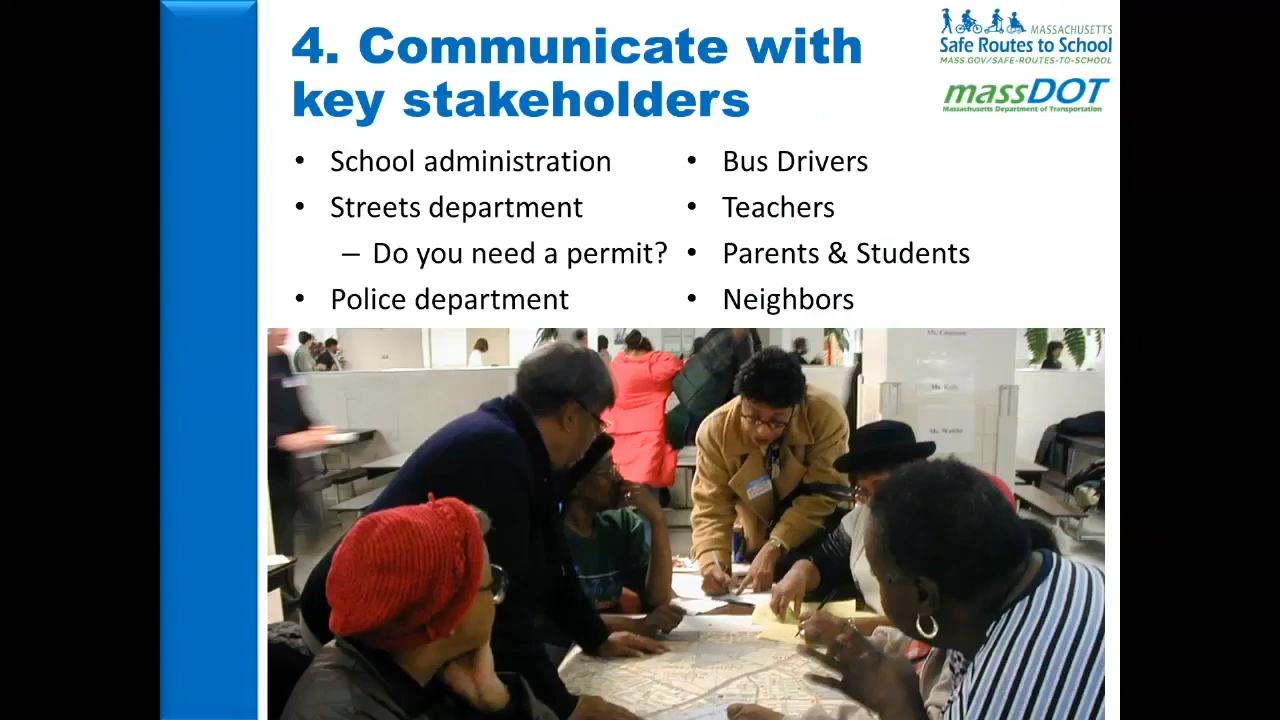 4. Communicate with
key stakeholders
MASSACHUSETTS
Safe Routes to School
MASS.GOV/SAFE-ROUTES-TO-SCHOOL
massDOT
Massachusetts Department of Transportation
• School administration
• Streets department
– Do you need a permit?
• Police department
• Bus Drivers
• Teachers
• Parents & Students
• Neighbors